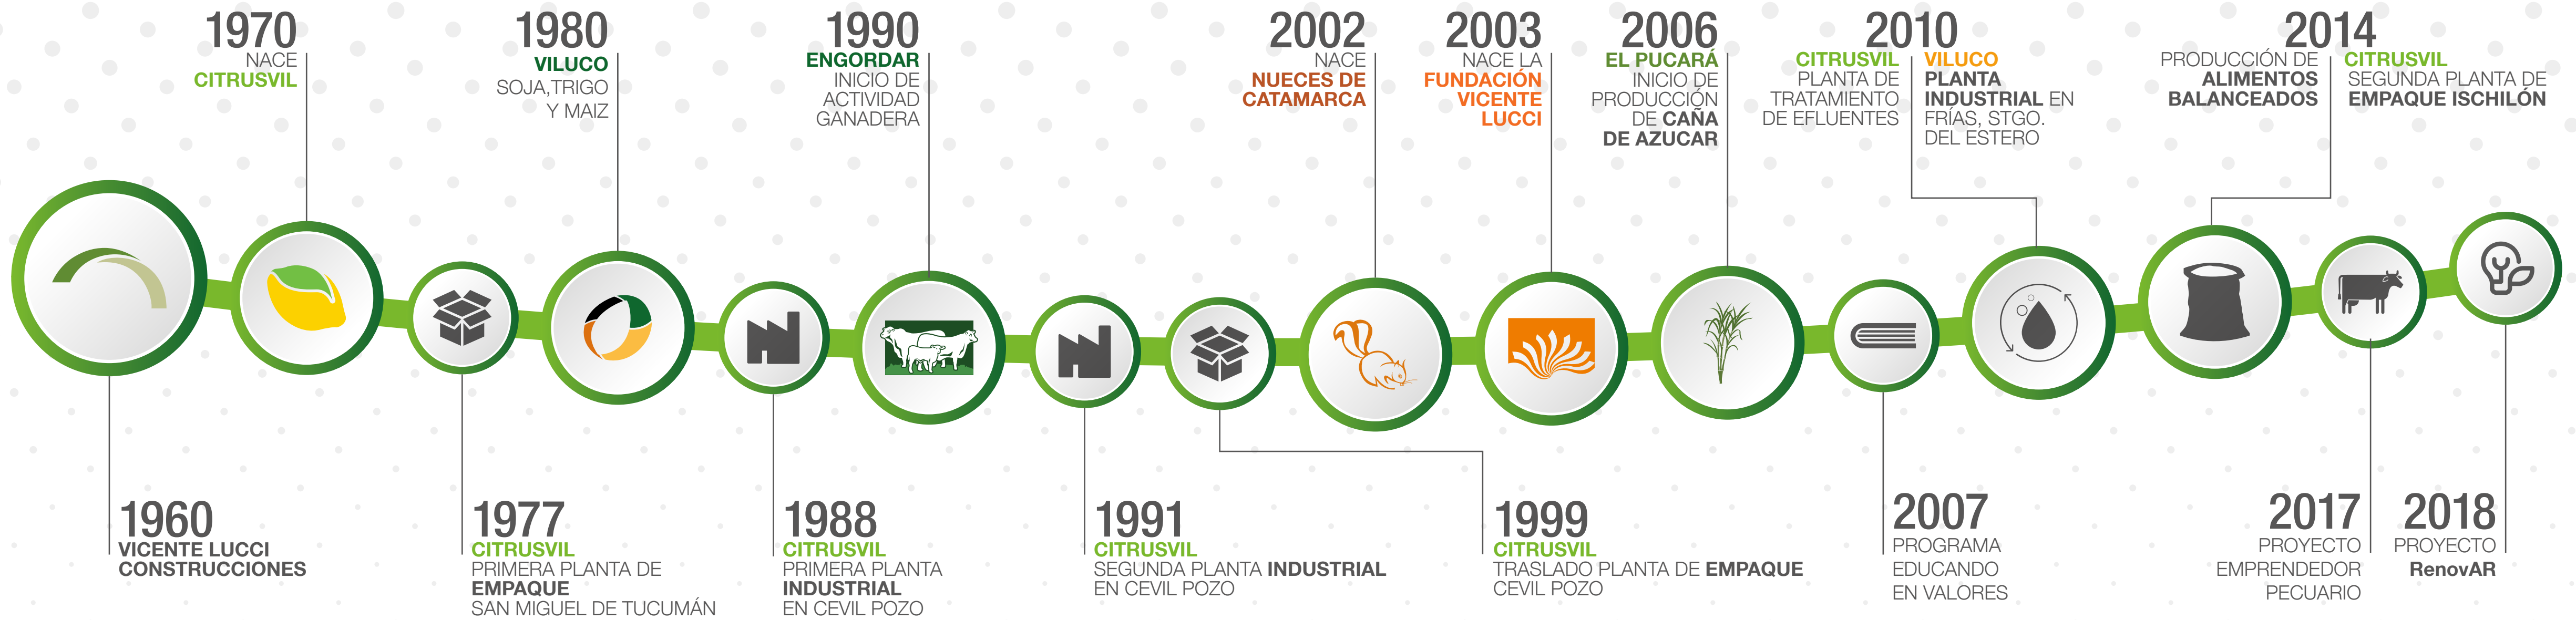 1970
NACE
CITRUSVIL
1980
VILUCO
SOJA,TRIGO
Y MAIZ
1990
ENGORDAR
INICIO DE
ACTIVIDAD
GANADERA
2002
NACE
NUECES DE
CATAMARCA
2003
NACE LA
FUNDACIÓN
VICENTE
LUCCI
2006
EL PUCARÁ
INICIO DE
PRODUCCIÓN
DE CAÑA
DE AZUCAR
2010
CITRUSVIL
PLANTA DE
TRATAMIENTO
DE EFLUENTES
VILUCO
PLANTA
INDUSTRIAL EN
FRÍAS, STGO.
DEL ESTERO
2014
PRODUCCIÓN DE
ALIMENTOS
BALANCEADOS
CITRUSVIL
SEGUNDA PLANTA DE
EMPAQUE ISCHILÓN
1960
VICENTE LUCCI
CONSTRUCCIONES
1977
CITRUSVIL
PRIMERA PLANTA DE
EMPAQUE
SAN MIGUEL DE TUCUMÁN
1988
CITRUSVIL
PRIMERA PLANTA
INDUSTRIAL
EN CEVIL POZO
1991
CITRUSVIL
SEGUNDA PLANTA INDUSTRIAL
EN CEVIL POZO
1999
CITRUSVIL
TRASLADO PLANTA DE EMPAQUE
CEVIL POZO
2007
PROGRAMA
EDUCANDO
EN VALORES
2017
PROYECTO
EMPRENDEDOR
PECUARIO
2018
PROYECTO
RenovAR